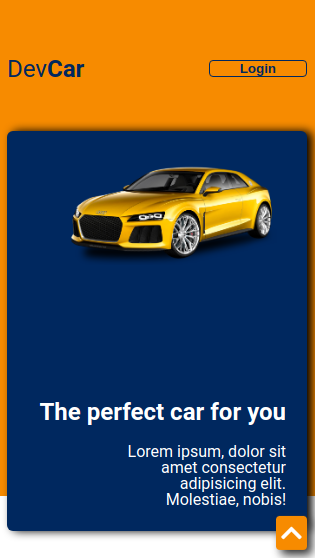 DevCar
Login
The perfect car for you
Lorem ipsum, dolor sit
amet consectetur
adipisicing elit.
Molestiae, nobis!